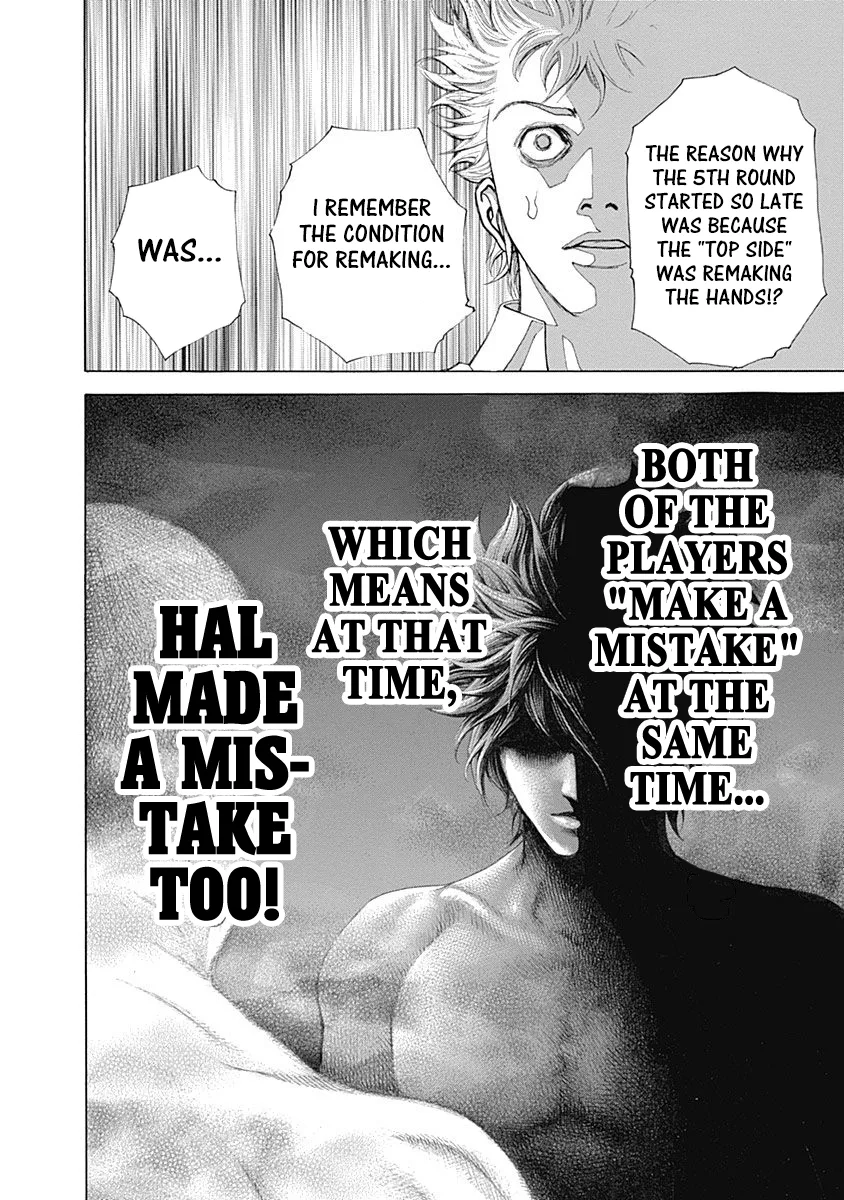 THE REASON WHY
THE 5TH ROUND
STARTED SO LATE
WAS BECAUSE
THE "TOP SIDE"
WAS REMAKING
THE HANDS!?
I REMEMBER
THE CONDITION
FOR REMAKING...
WAS...
BOTH
OF THE
PLAYERS
"MAKE A
MISTAKE"
AT THE
SAME
TIME...
WHICH
MEANS
AT THAT
TIME,
HAL
MADE
A MIS-
TAKE
TOO!